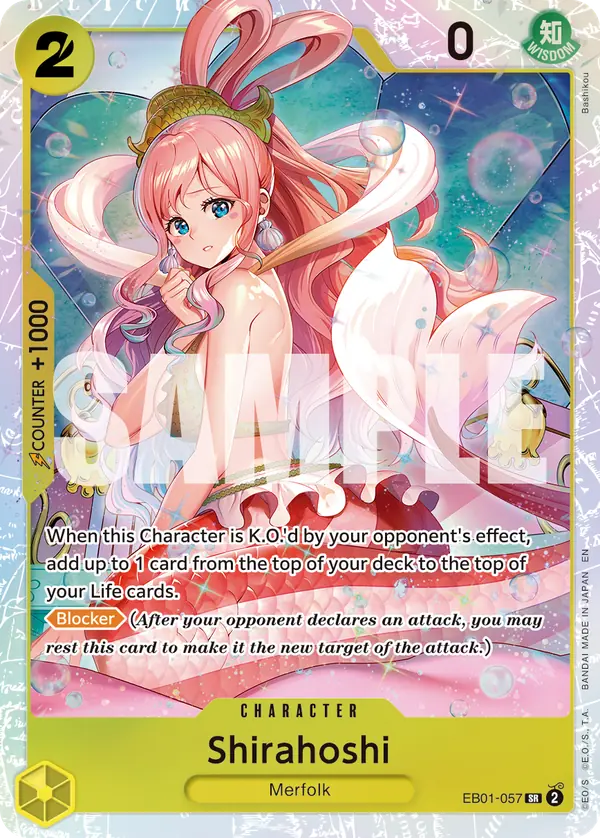 2
0
知
WISDOM
Bashikou
COUNTER +1000
SAMPLE
When this Character is K.O.'d by your opponent's effect,
add up to 1 card from the top of your deck to the top of
your Life cards.
Blocker (After your opponent declares an attack, you may
rest this card to make it the new target of the attack.)
CHARACTER
Shirahoshi
Merfolk
EB01-057 SR 2
©EO/S ©E.O./S., T.A. BANDAI MADE IN JAPAN EN